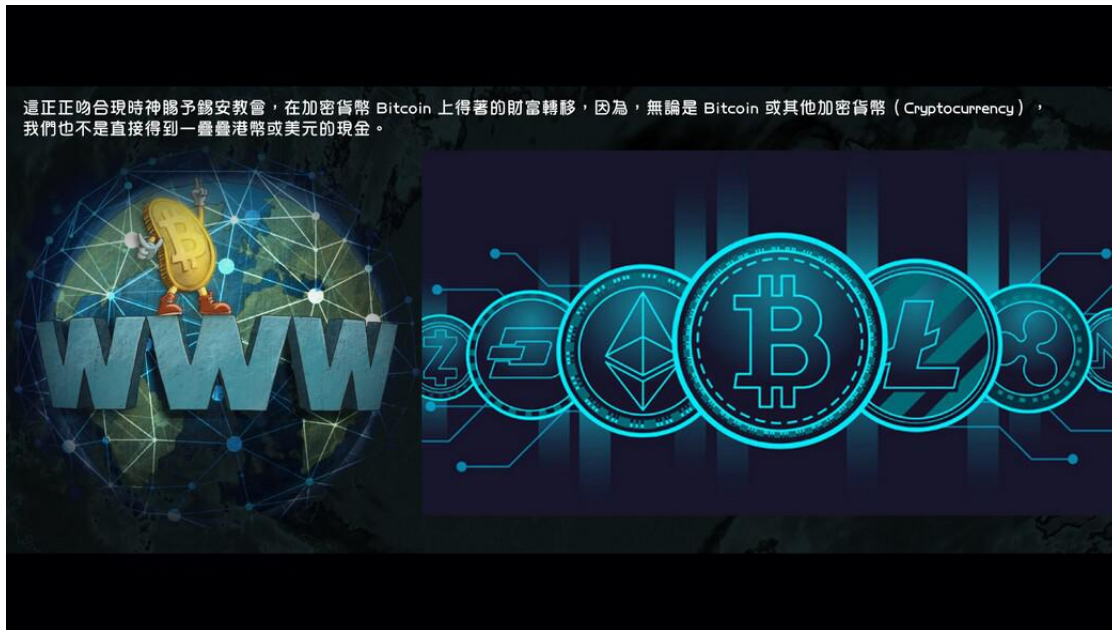 這正正吻合現時神賜予錫安教會，在加密貨幣 Bitcoin 上得著的財富轉移，因為，無論是 Bitcoin 或其他加密貨幣（Cryptocurrency），
我們也不是直接得到一疊疊港幣或美元的現金。
WWW